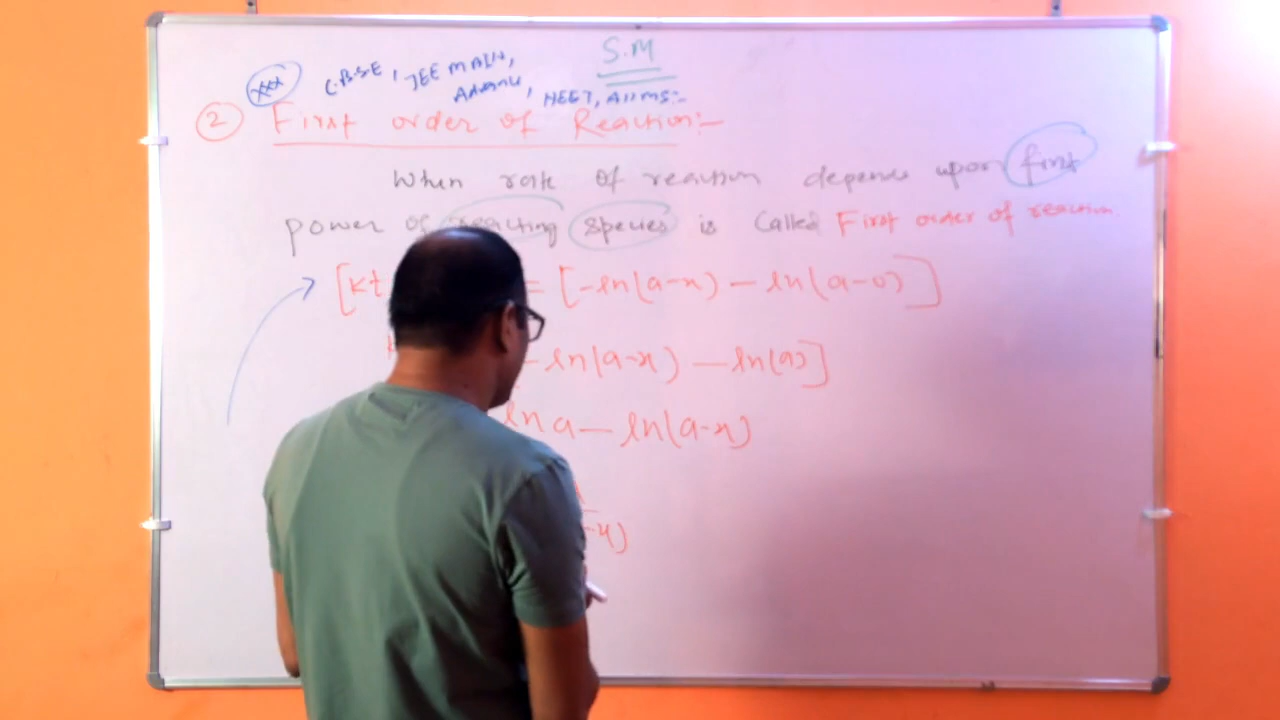 S.M
xxx C.B.S.E, JEE MAIN,
Advance, NEET, AIIMS:-
② First order of Reaction:-
When rate of reaction depends upon first
power of reacting species is called First order of reaction
[Kt = [-ln(a-x) - ln(a-0)]
- ln(a-x) - ln(a)]
ln a - ln(a-x)
-x)